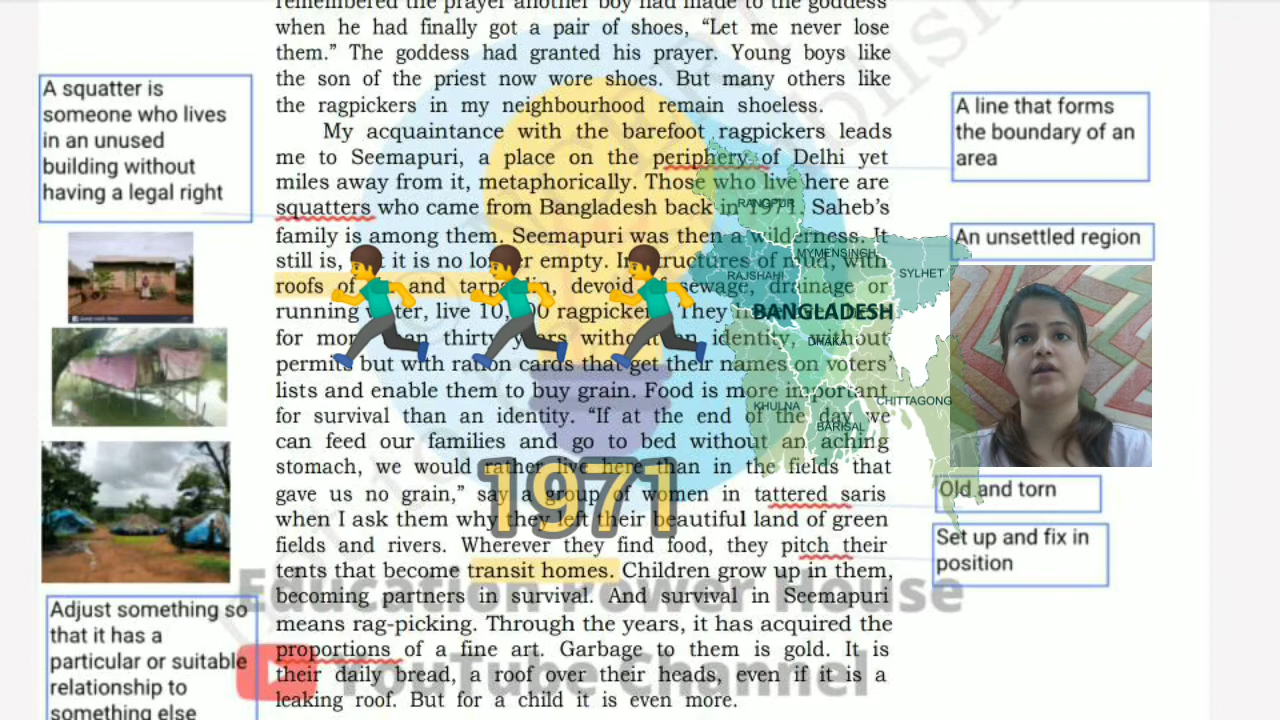 remembered the prayer another boy had made to the goddess
when he had finally got a pair of shoes, “Let me never lose
them.” The goddess had granted his prayer. Young boys like
the son of the priest now wore shoes. But many others like
the ragpickers in my neighbourhood remain shoeless.
My acquaintance with the barefoot ragpickers leads
me to Seemapuri, a place on the periphery of Delhi yet
miles away from it, metaphorically. Those who live here are
squatters who came from Bangladesh back in 1971. Saheb’s
family is among them. Seemapuri was then a wilderness. It
still is, it is no longer empty. In structures of mud, with
roofs of and tarpaulin, devoid of sewage, drainage or
running water, live 10,000 ragpickers. They
for more than thirty years without an identity, without
permits but with ration cards that get their names on voters’
lists and enable them to buy grain. Food is more important
for survival than an identity. “If at the end of the day we
can feed our families and go to bed without an aching
stomach, we would rather live here than in the fields that
gave us no grain,” say a group of women in tattered saris
when I ask them why they left their beautiful land of green
fields and rivers. Wherever they find food, they pitch their
tents that become transit homes. Children grow up in them,
becoming partners in survival. And survival in Seemapuri
means rag-picking. Through the years, it has acquired the
proportions of a fine art. Garbage to them is gold. It is
their daily bread, a roof over their heads, even if it is a
leaking roof. But for a child it is even more.
A squatter is
someone who lives
in an unused
building without
having a legal right
Adjust something so
that it has a
particular or suitable
relationship to
something else
A line that forms
the boundary of an
area
An unsettled region
Old and torn
Set up and fix in
position
RANGPUR
MYMENSINGH
RAJSHAHI
SYLHET
BANGLADESH
DHAKA
KHULNA
CHITTAGONG
BARISAL
1971
Education Power House
YouTube Channel